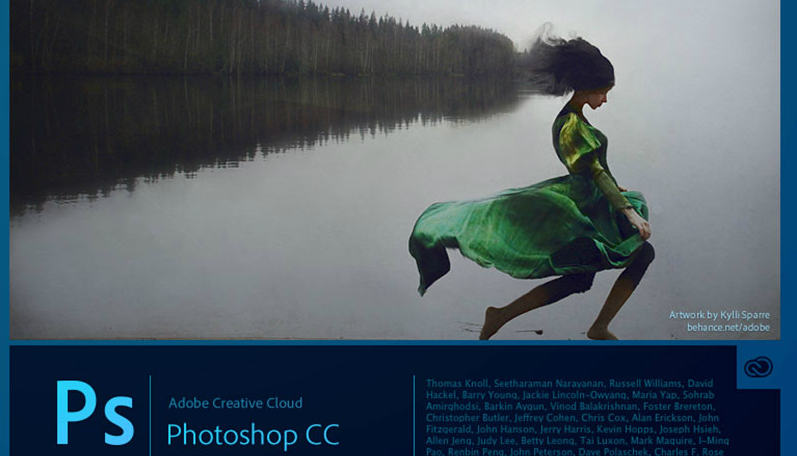 Artwork by Kylli Sparre
behance.net/adobe
Ps
Adobe Creative Cloud
Photoshop CC
Thomas Knoll, Seetharaman Narayanan, Russell Williams, David
Hackel, Barry Young, Jackie Lincoln-Owyang, Maria Yap, Sohrab
Amirghodsi, Barkin Aygun, Vinod Balakrishnan, Foster Brereton,
Christopher Butler, Jeffrey Cohen, Chris Cox, Alan Erickson, John
Fitzgerald, John Hanson, Jerry Harris, Kevin Hopps, Joseph Hsieh,
Allen Jeng, Judy Lee, Betty Leong, Tai Luxon, Mark Maguire, I-Ming
Pao, Renbin Peng, John Peterson, Dave Polaschek, Charles F. Rose